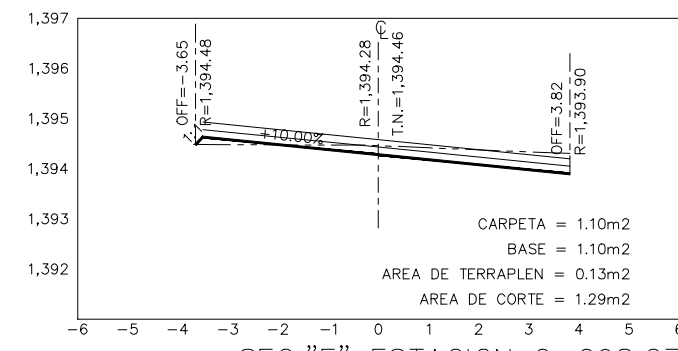 1,397
1,396
1,395
1,394
1,393
1,392
OFF=-3.65
R=1,394.48
℄
R=1,394.28
T.N.=1,394.46
OFF=3.82
R=1,393.90
+10.00%
CARPETA = 1.10m2
BASE = 1.10m2
AREA DE TERRAPLEN = 0.13m2
AREA DE CORTE = 1.29m2
-6 -5 -4 -3 -2 -1 0 1 2 3 4 5 6